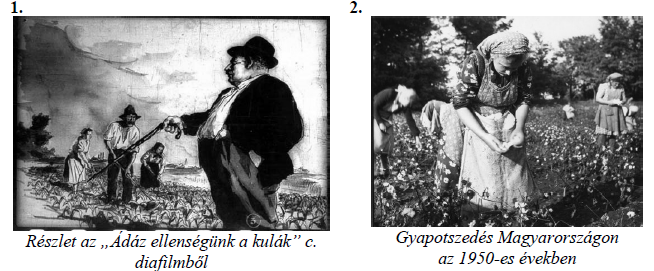 1.
2.
Részlet az „Ádáz ellenségünk a kulák” c.
diafilmből
Gyapotszedés Magyarországon
az 1950-es években